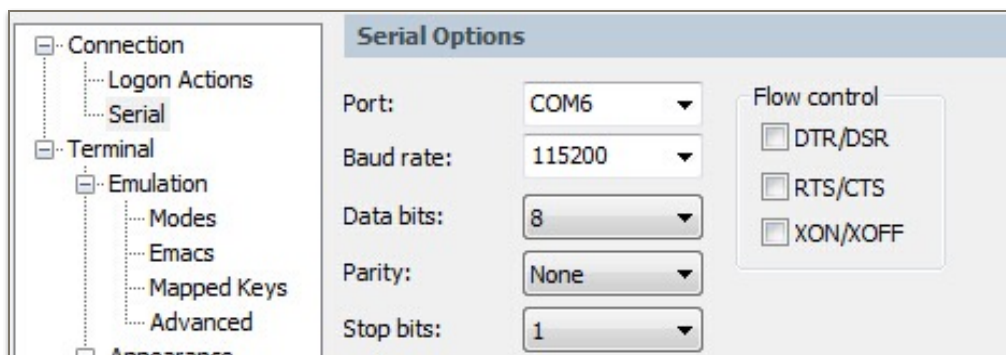 Connection
Logon Actions
Serial
Terminal
Emulation
Modes
Emacs
Mapped Keys
Advanced
Appearance
Serial Options
Port: COM6
Baud rate: 115200
Data bits: 8
Parity: None
Stop bits: 1
Flow control
DTR/DSR
RTS/CTS
XON/XOFF